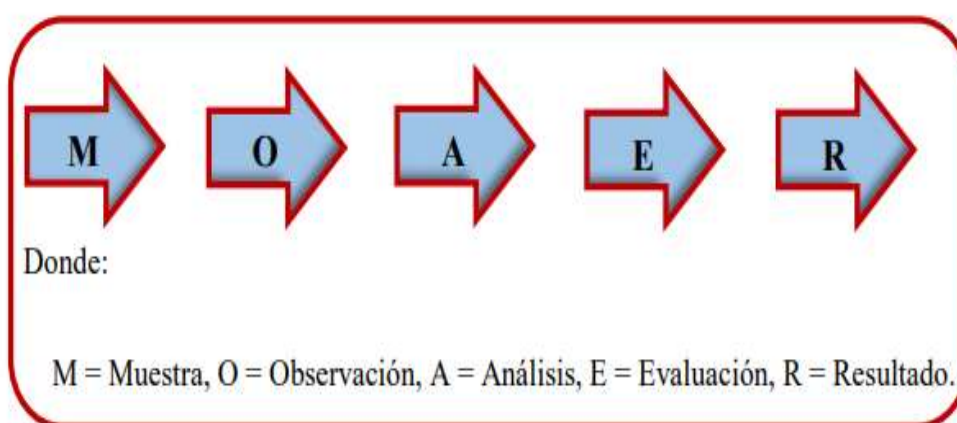 M O A E R
Donde:
M = Muestra, O = Observación, A = Análisis, E = Evaluación, R = Resultado.